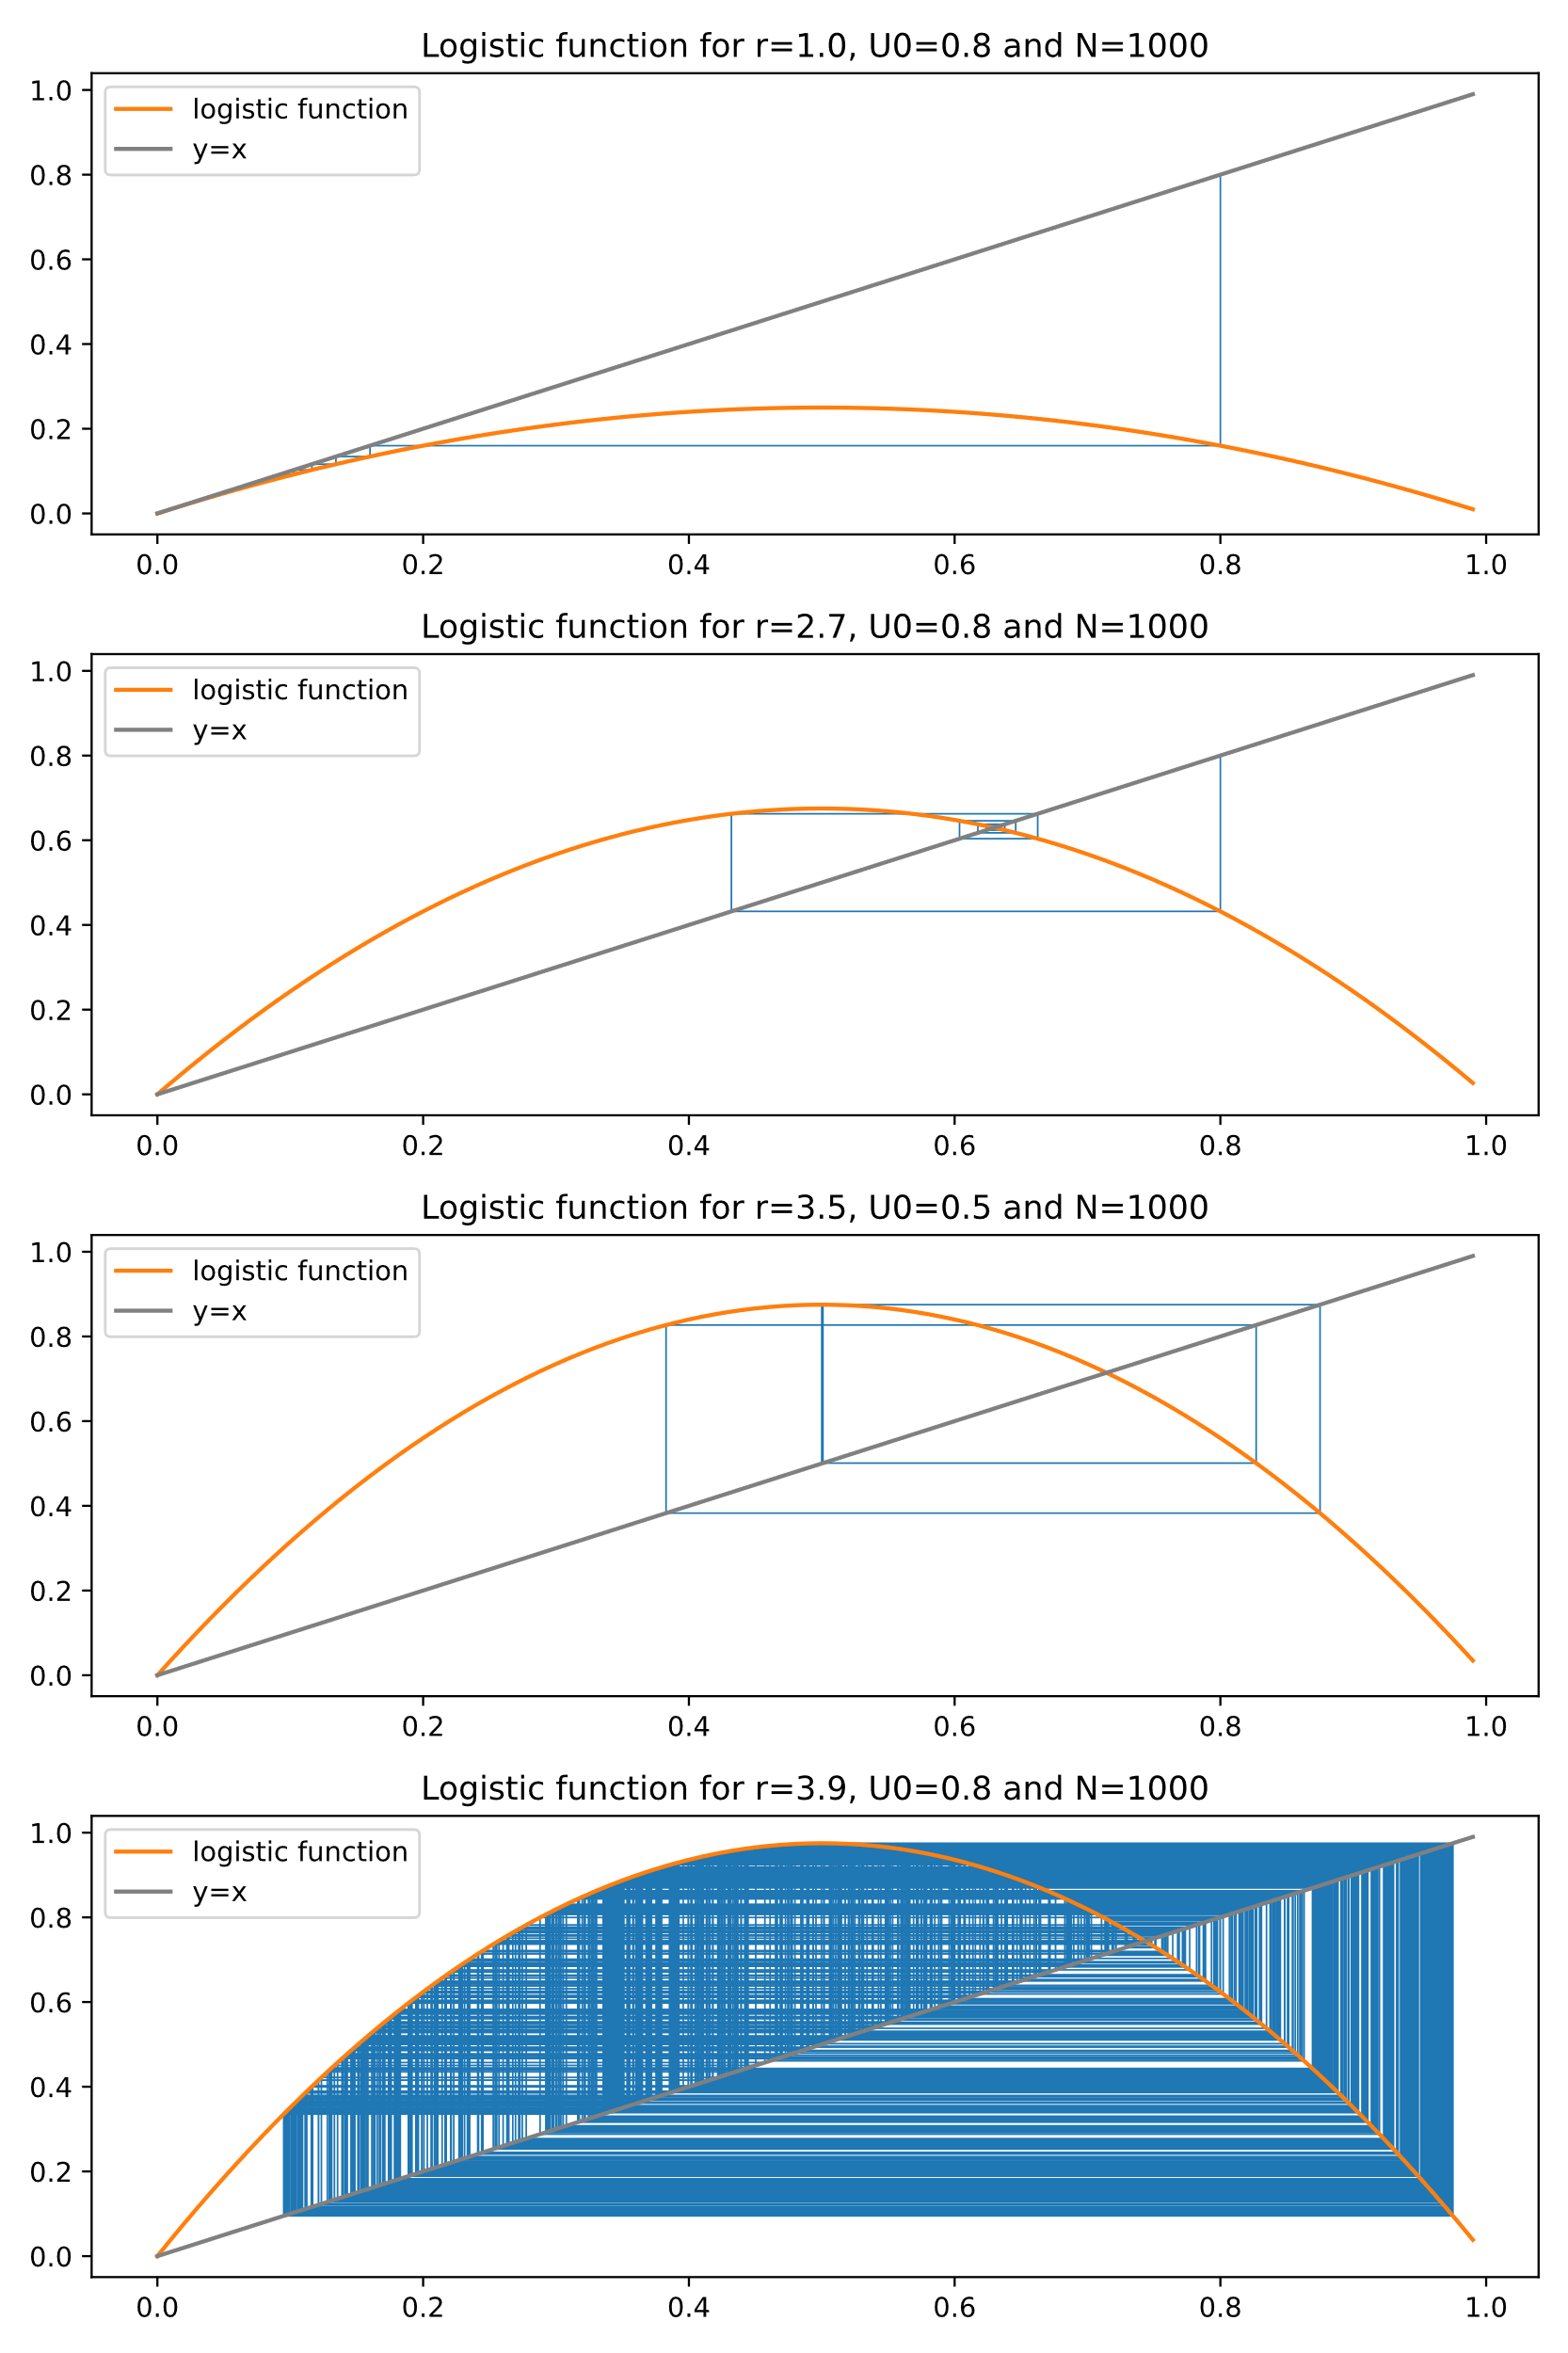 Logistic function for r=1.0, U0=0.8 and N=1000
1.0
0.8
0.6
0.4
0.2
0.0
logistic function
y=x
0.0 0.2 0.4 0.6 0.8 1.0
Logistic function for r=2.7, U0=0.8 and N=1000
1.0
0.8
0.6
0.4
0.2
0.0
logistic function
y=x
0.0 0.2 0.4 0.6 0.8 1.0
Logistic function for r=3.5, U0=0.5 and N=1000
1.0
0.8
0.6
0.4
0.2
0.0
logistic function
y=x
0.0 0.2 0.4 0.6 0.8 1.0
Logistic function for r=3.9, U0=0.8 and N=1000
1.0
0.8
0.6
0.4
0.2
0.0
logistic function
y=x
0.0 0.2 0.4 0.6 0.8 1.0